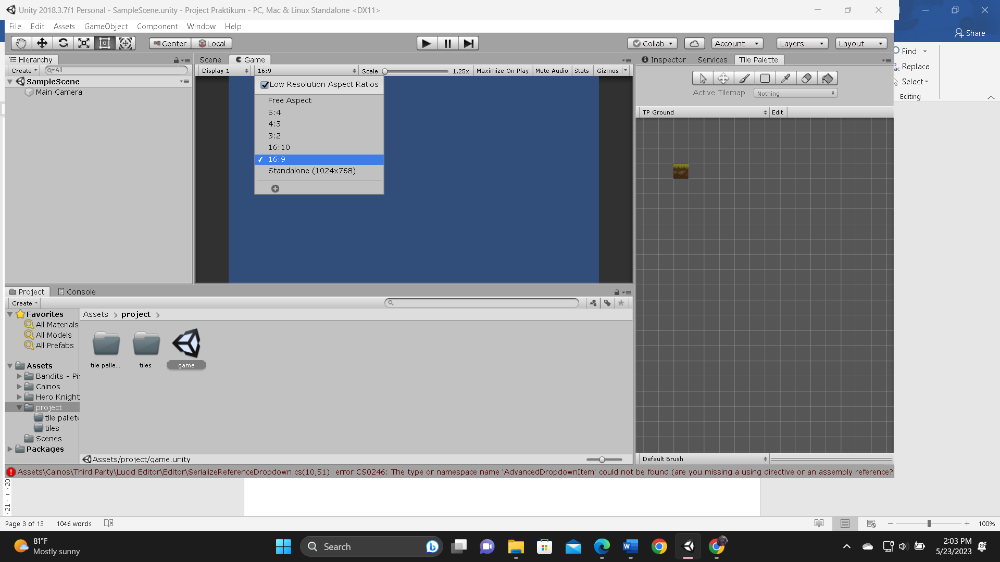 Unity 2018.3.7f1 Personal - SampleScene.unity - Project Praktikum - PC, Mac & Linux Standalone <DX11>
File Edit Assets GameObject Component Window Help
Share
Center Local Collab Account Layers Layout
Find
Replace
Select
Editing
Hierarchy Scene Game Inspector Services Tile Palette
Create All Display 1 16:9 Scale 1.25x Maximize On Play Mute Audio Stats Gizmos
SampleScene
Main Camera
Low Resolution Aspect Ratios
Free Aspect
5:4
4:3
3:2
16:10
16:9
Standalone (1024x768)
Active Tilemap Nothing
TP Ground Edit
Project Console
Create
Favorites
All Materials
All Models
All Prefabs
Assets
Bandits - Pi
Cainos
Hero Knight
project
tile pallete
tiles
Scenes
Packages
Assets project
tile palle... tiles game
Assets/project/game.unity
Default Brush
Assets\Cainos\Third Party\Lucid Editor\Editor\SerializeReferenceDropdown.cs(10,51): error CS0246: The type or namespace name 'AdvancedDropdownItem' could not be found (are you missing a using directive or an assembly reference?
20
21
Page 3 of 13 1046 words 100%
81°F
Mostly sunny
Search
2:03 PM
5/23/2023